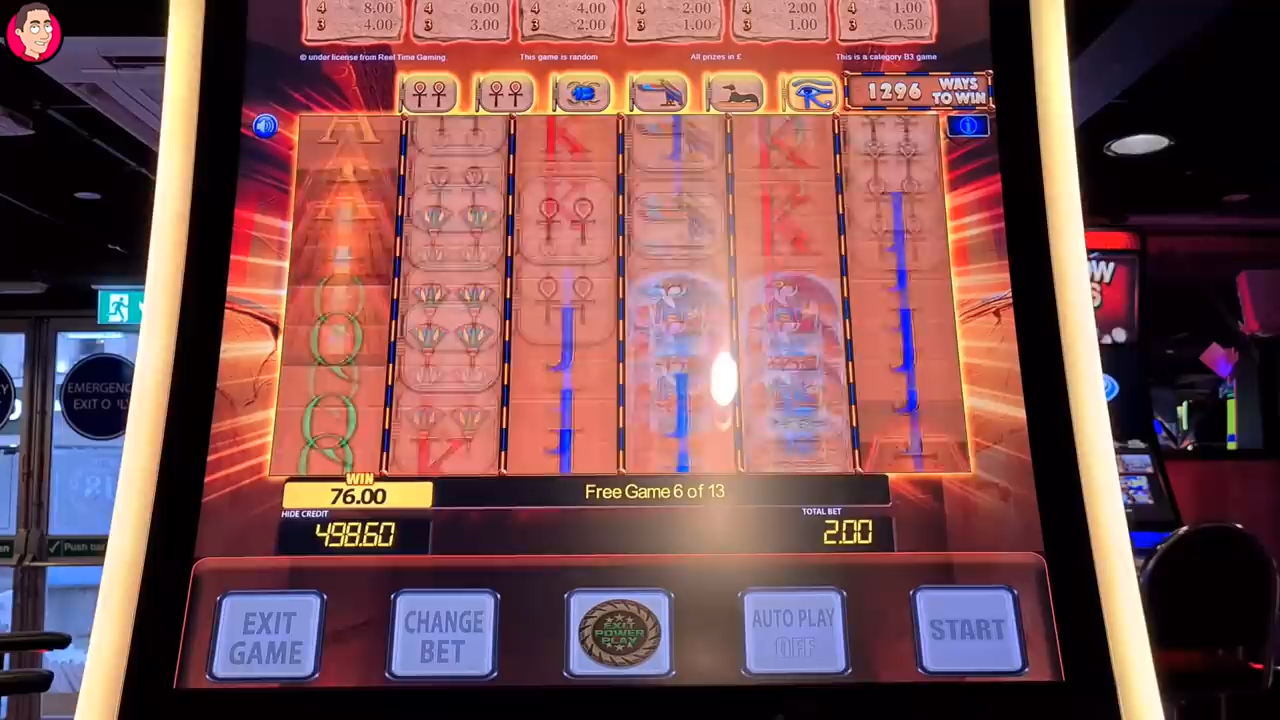 4 8.00 4 6.00 4 4.00 4 2.00 4 2.00 4 1.00
3 4.00 3 3.00 3 2.00 3 1.00 3 1.00 3 0.50
© under license from Reel Time Gaming. This game is random All prizes in £ This is a category B3 game
1296 WAYS
TO WIN
A K K
A K K
Q
Q J J
Q K J J
WIN
76.00
Free Game 6 of 13
HIDE CREDIT
498.60
TOTAL BET
2.00
EXIT
GAME
CHANGE
BET
EXIT
POWER
PLAY
AUTO PLAY
OFF
START
EMERGENC
EXIT O
Push